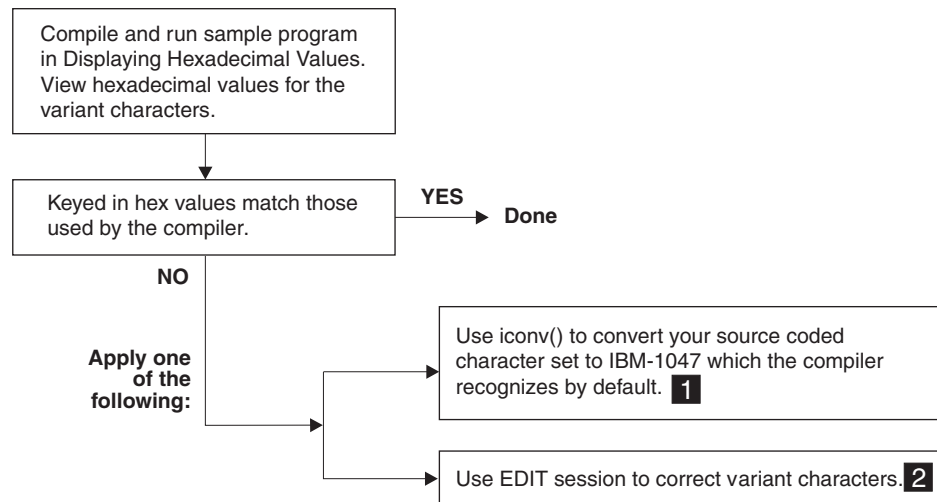 Compile and run sample program
in Displaying Hexadecimal Values.
View hexadecimal values for the
variant characters.
Keyed in hex values match those
used by the compiler.
YES
Done
NO
Apply one
of the
following:
Use iconv() to convert your source coded
character set to IBM-1047 which the compiler
recognizes by default. 1
Use EDIT session to correct variant characters. 2